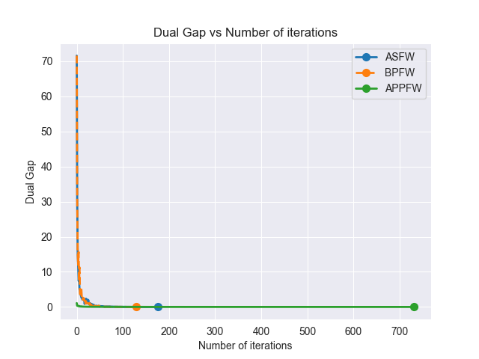 Dual Gap vs Number of iterations
ASFW
BPFW
APPFW
Dual Gap
70
60
50
40
30
20
10
0
0 100 200 300 400 500 600 700
Number of iterations